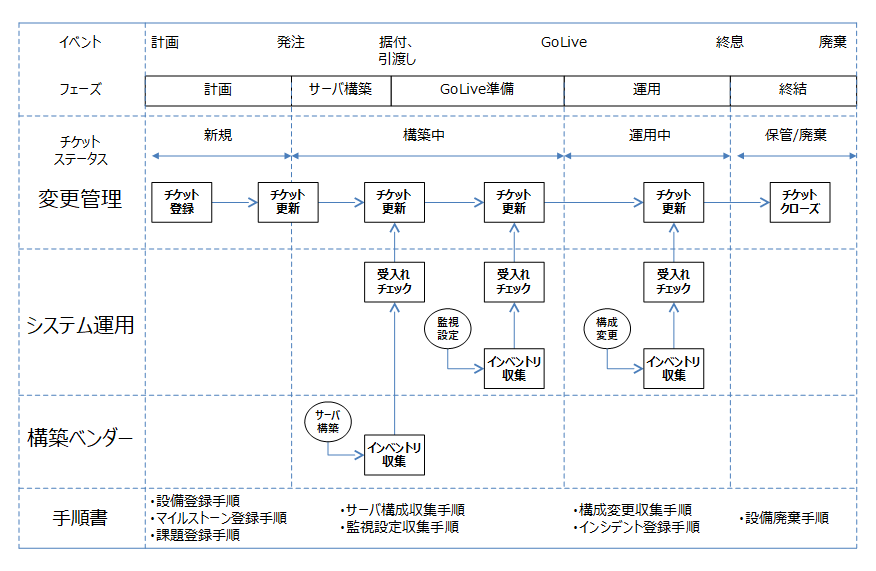 イベント
計画
発注
据付、
引渡し
GoLive
終息
廃棄
フェーズ
計画
サーバ構築
GoLive準備
運用
終結
チケット
ステータス
新規
構築中
運用中
保管/廃棄
変更管理
チケット
登録
チケット
更新
チケット
更新
チケット
更新
チケット
更新
チケット
クローズ
システム運用
受入れ
チェック
受入れ
チェック
受入れ
チェック
監視
設定
構成
変更
インベントリ
収集
インベントリ
収集
構築ベンダー
サーバ
構築
インベントリ
収集
手順書
・設備登録手順
・マイルストーン登録手順
・課題登録手順
・サーバ構成収集手順
・監視設定収集手順
・構成変更収集手順
・インシデント登録手順
・設備廃棄手順